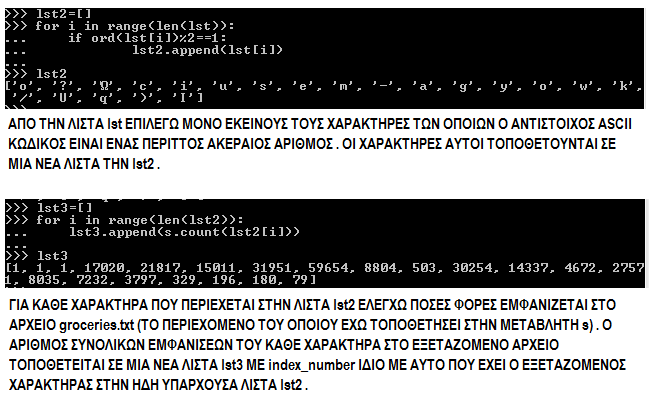 >>> lst2=[]
>>> for i in range(len(lst)):
...     if ord(lst[i])%2==1:
...             lst2.append(lst[i])
...
>>> lst2
['o', '?', 'Ώ', 'c', 'i', 'u', 's', 'e', 'm', '-', 'a', 'g', 'y', 'o', 'w', 'k',
'/', 'U', 'q', ')', 'I']
ΑΠΟ ΤΗΝ ΛΙΣΤΑ lst ΕΠΙΛΕΓΩ ΜΟΝΟ ΕΚΕΙΝΟΥΣ ΤΟΥΣ ΧΑΡΑΚΤΗΡΕΣ ΤΩΝ ΟΠΟΙΩΝ Ο ΑΝΤΙΣΤΟΙΧΟΣ ASCII
ΚΩΔΙΚΟΣ ΕΙΝΑΙ ΕΝΑΣ ΠΕΡΙΤΤΟΣ ΑΚΕΡΑΙΟΣ ΑΡΙΘΜΟΣ . ΟΙ ΧΑΡΑΚΤΗΡΕΣ ΑΥΤΟΙ ΤΟΠΟΘΕΤΟΥΝΤΑΙ ΣΕ
ΜΙΑ ΝΕΑ ΛΙΣΤΑ ΤΗΝ lst2 .
>>> lst3=[]
>>> for i in range(len(lst2)):
...     lst3.append(s.count(lst2[i]))
...
>>> lst3
[1, 1, 1, 17020, 21817, 15011, 31951, 59654, 8804, 503, 30254, 14337, 4672, 2757
1, 8035, 7232, 3797, 329, 196, 180, 79]
ΓΙΑ ΚΑΘΕ ΧΑΡΑΚΤΗΡΑ ΠΟΥ ΠΕΡΙΕΧΕΤΑΙ ΣΤΗΝ ΛΙΣΤΑ lst2 ΕΛΕΓΧΩ ΠΟΣΕΣ ΦΟΡΕΣ ΕΜΦΑΝΙΖΕΤΑΙ ΣΤΟ
ΑΡΧΕΙΟ groceries.txt (ΤΟ ΠΕΡΙΕΧΟΜΕΝΟ ΤΟΥ ΟΠΟΙΟΥ ΕΧΩ ΤΟΠΟΘΕΤΗΣΕΙ ΣΤΗΝ ΜΕΤΑΒΛΗΤΗ s) . Ο
ΑΡΙΘΜΟΣ ΣΥΝΟΛΙΚΩΝ ΕΜΦΑΝΙΣΕΩΝ ΤΟΥ ΚΑΘΕ ΧΑΡΑΚΤΗΡΑ ΣΤΟ ΕΞΕΤΑΖΟΜΕΝΟ ΑΡΧΕΙΟ
ΤΟΠΟΘΕΤΕΙΤΑΙ ΣΕ ΜΙΑ ΝΕΑ ΛΙΣΤΑ lst3 ΜΕ index_number ΙΔΙΟ ΜΕ ΑΥΤΟ ΠΟΥ ΕΧΕΙ Ο ΕΞΕΤΑΖΟΜΕΝΟΣ
ΧΑΡΑΚΤΗΡΑΣ ΣΤΗΝ ΗΔΗ ΥΠΑΡΧΟΥΣΑ ΛΙΣΤΑ lst2 .